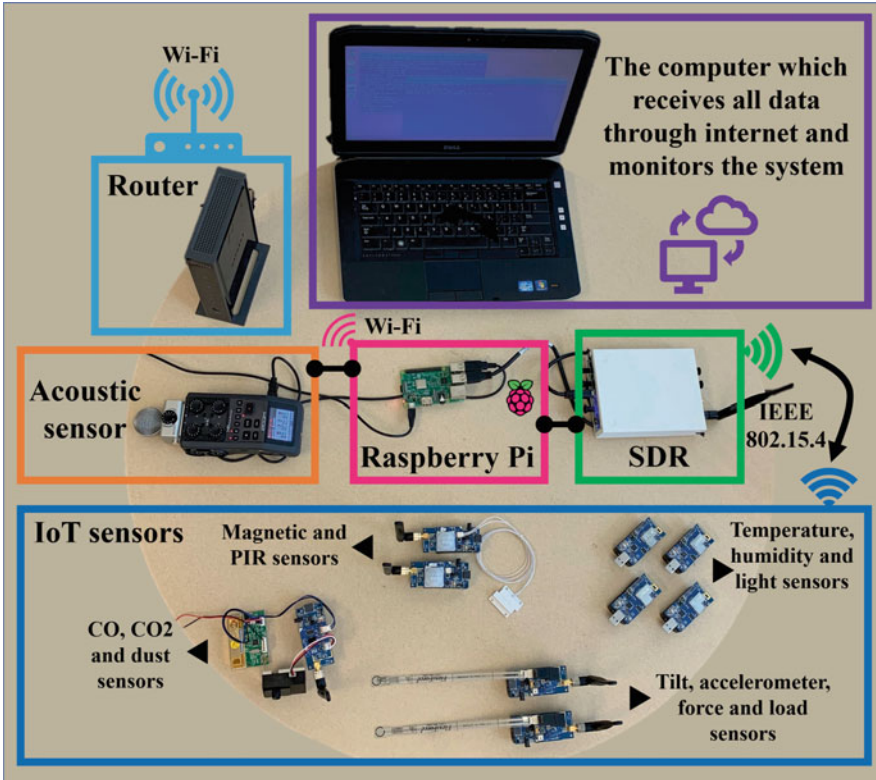 Wi-Fi
Router
The computer which
receives all data
through internet and
monitors the system
DELL
Wi-Fi
Acoustic
sensor
Raspberry Pi
SDR
IEEE
802.15.4
IoT sensors
Magnetic and
PIR sensors
Temperature,
humidity and
light sensors
CO, CO2
and dust
sensors
Tilt, accelerometer,
force and load
sensors